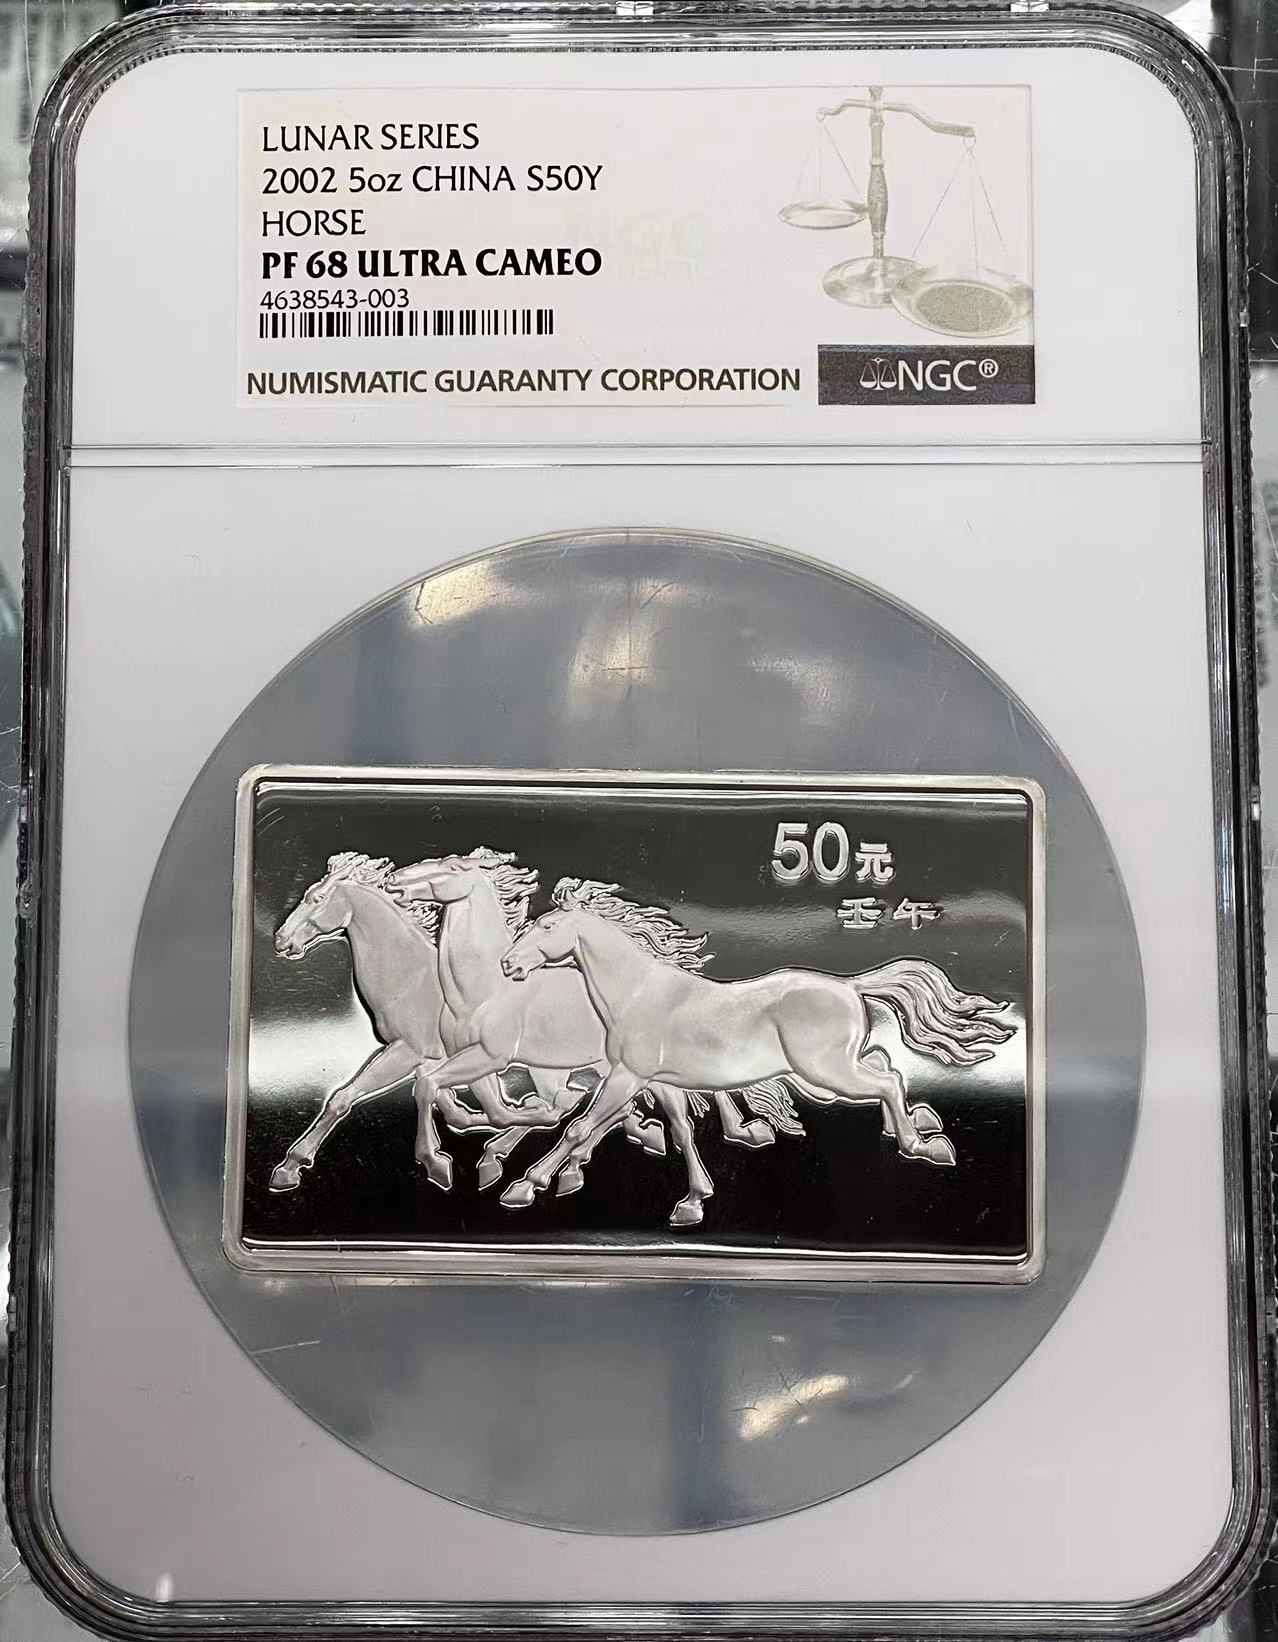 LUNAR SERIES
2002 5oz CHINA S50Y
HORSE
PF 68 ULTRA CAMEO
4638543-003
NUMISMATIC GUARANTY CORPORATION
NGC®
50元
壬午